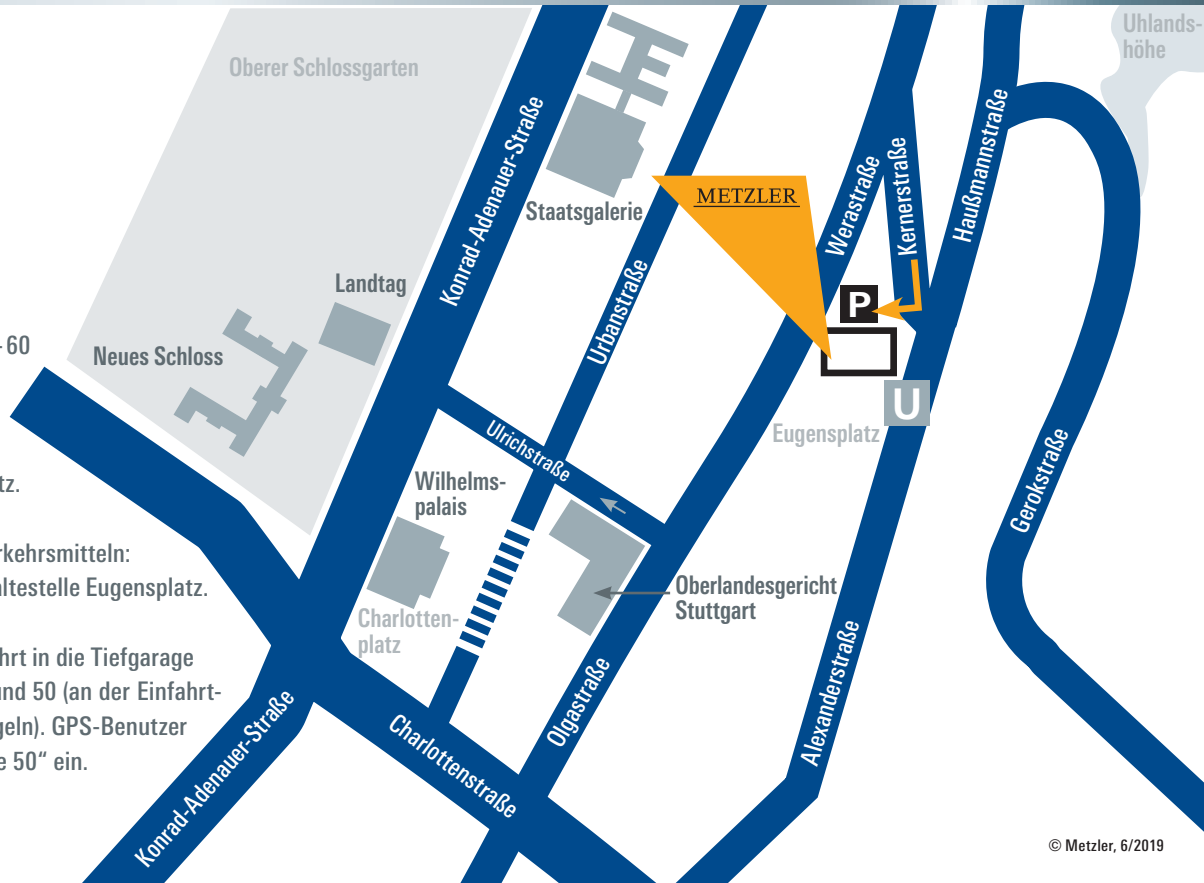 Uhlands-
höhe
Oberer Schlossgarten
Konrad-Adenauer-Straße
Haußmannstraße
Kernerstraße
Werastraße
METZLER
Staatsgalerie
Landtag
Urbanstraße
P
60
Neues Schloss
U
Eugensplatz
Ulrichstraße
Gerokstraße
Wilhelms-
palais
tz.
rkehrsmitteln:
altestelle Eugensplatz.
Oberlandesgericht
Stuttgart
Charlotten-
platz
hrt in die Tiefgarage
und 50 (an der Einfahrt-
geln). GPS-Benutzer
e 50“ ein.
Olgastraße
Alexanderstraße
Charlottenstraße
Konrad-Adenauer-Straße
© Metzler, 6/2019